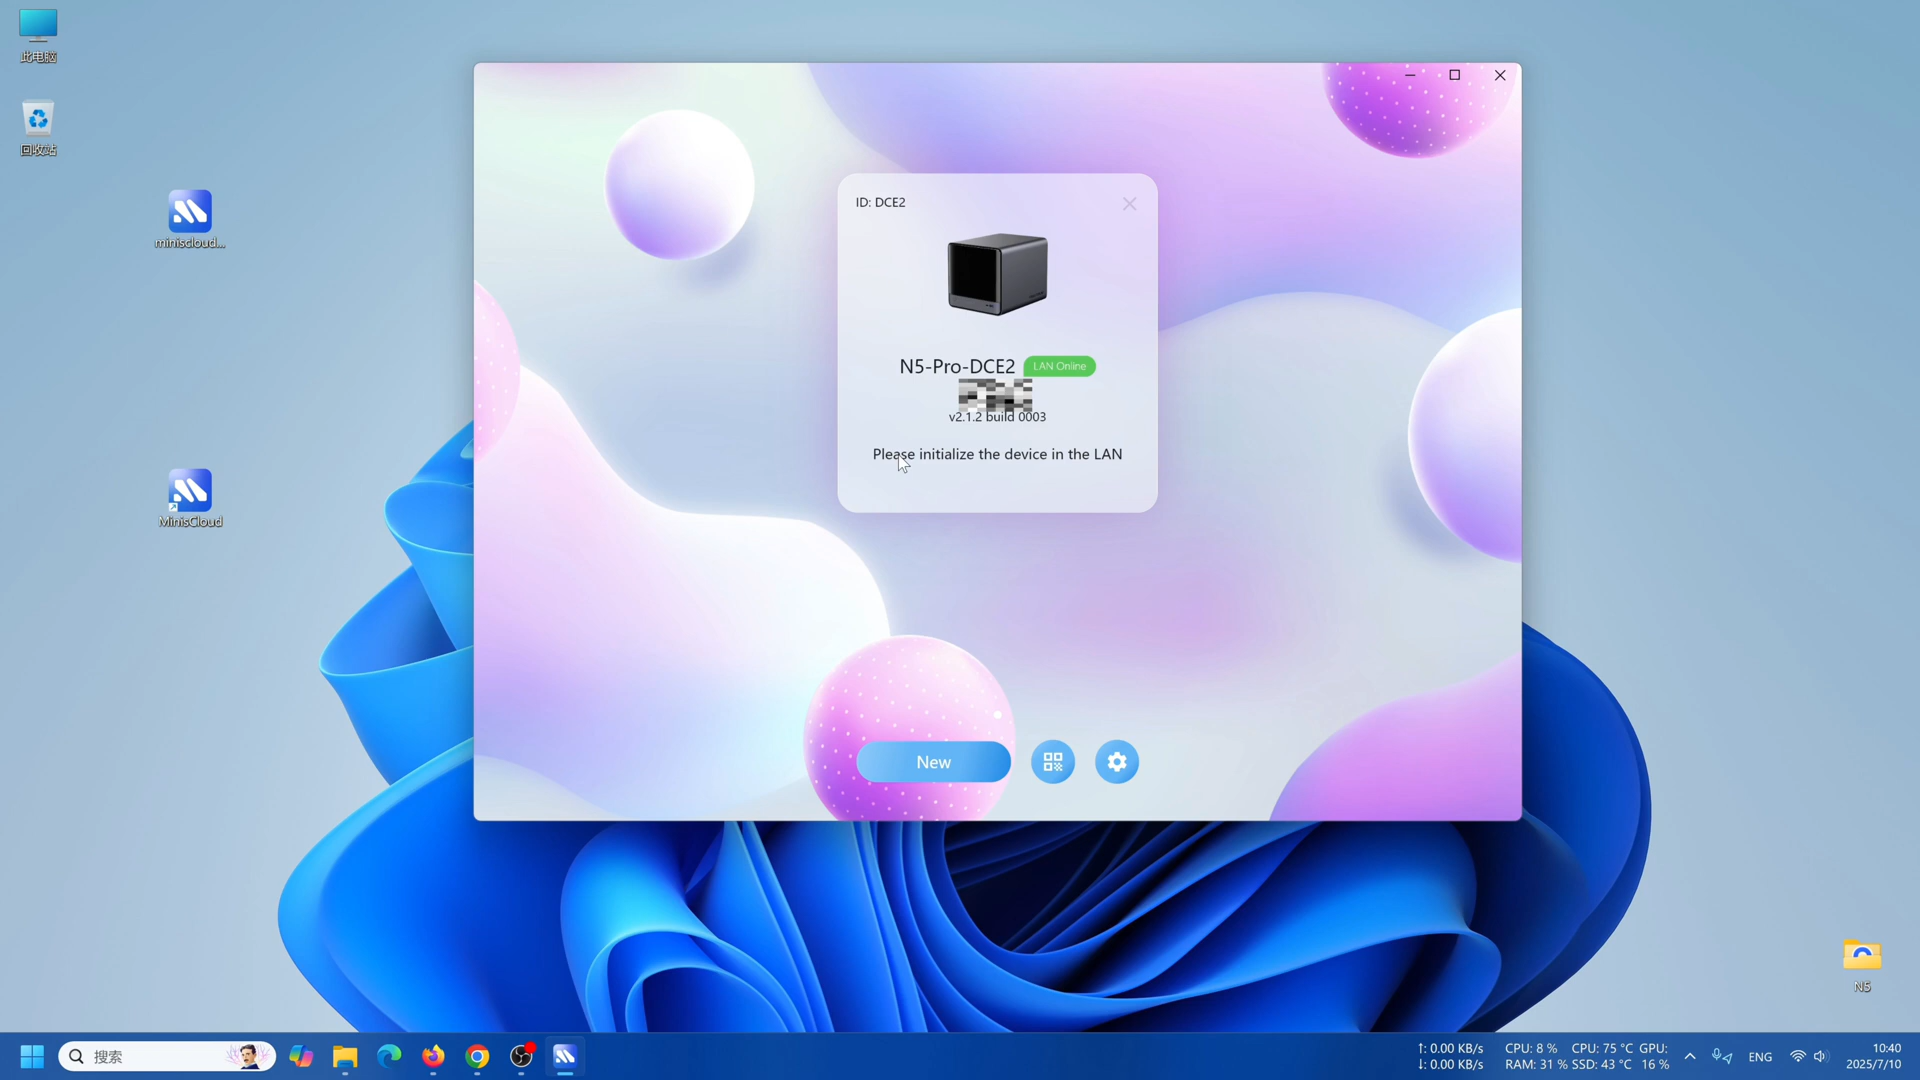 此电脑
回收站
miniscloud...
MinisCloud
ID: DCE2
N5-Pro-DCE2
LAN Online
v2.1.2 build 0003
Please initialize the device in the LAN
New
N5
搜索
↑: 0.00 KB/s CPU: 8 % CPU: 75 °C GPU:
↓: 0.00 KB/s RAM: 31 % SSD: 43 °C 16 %
ENG
10:40
2025/7/10